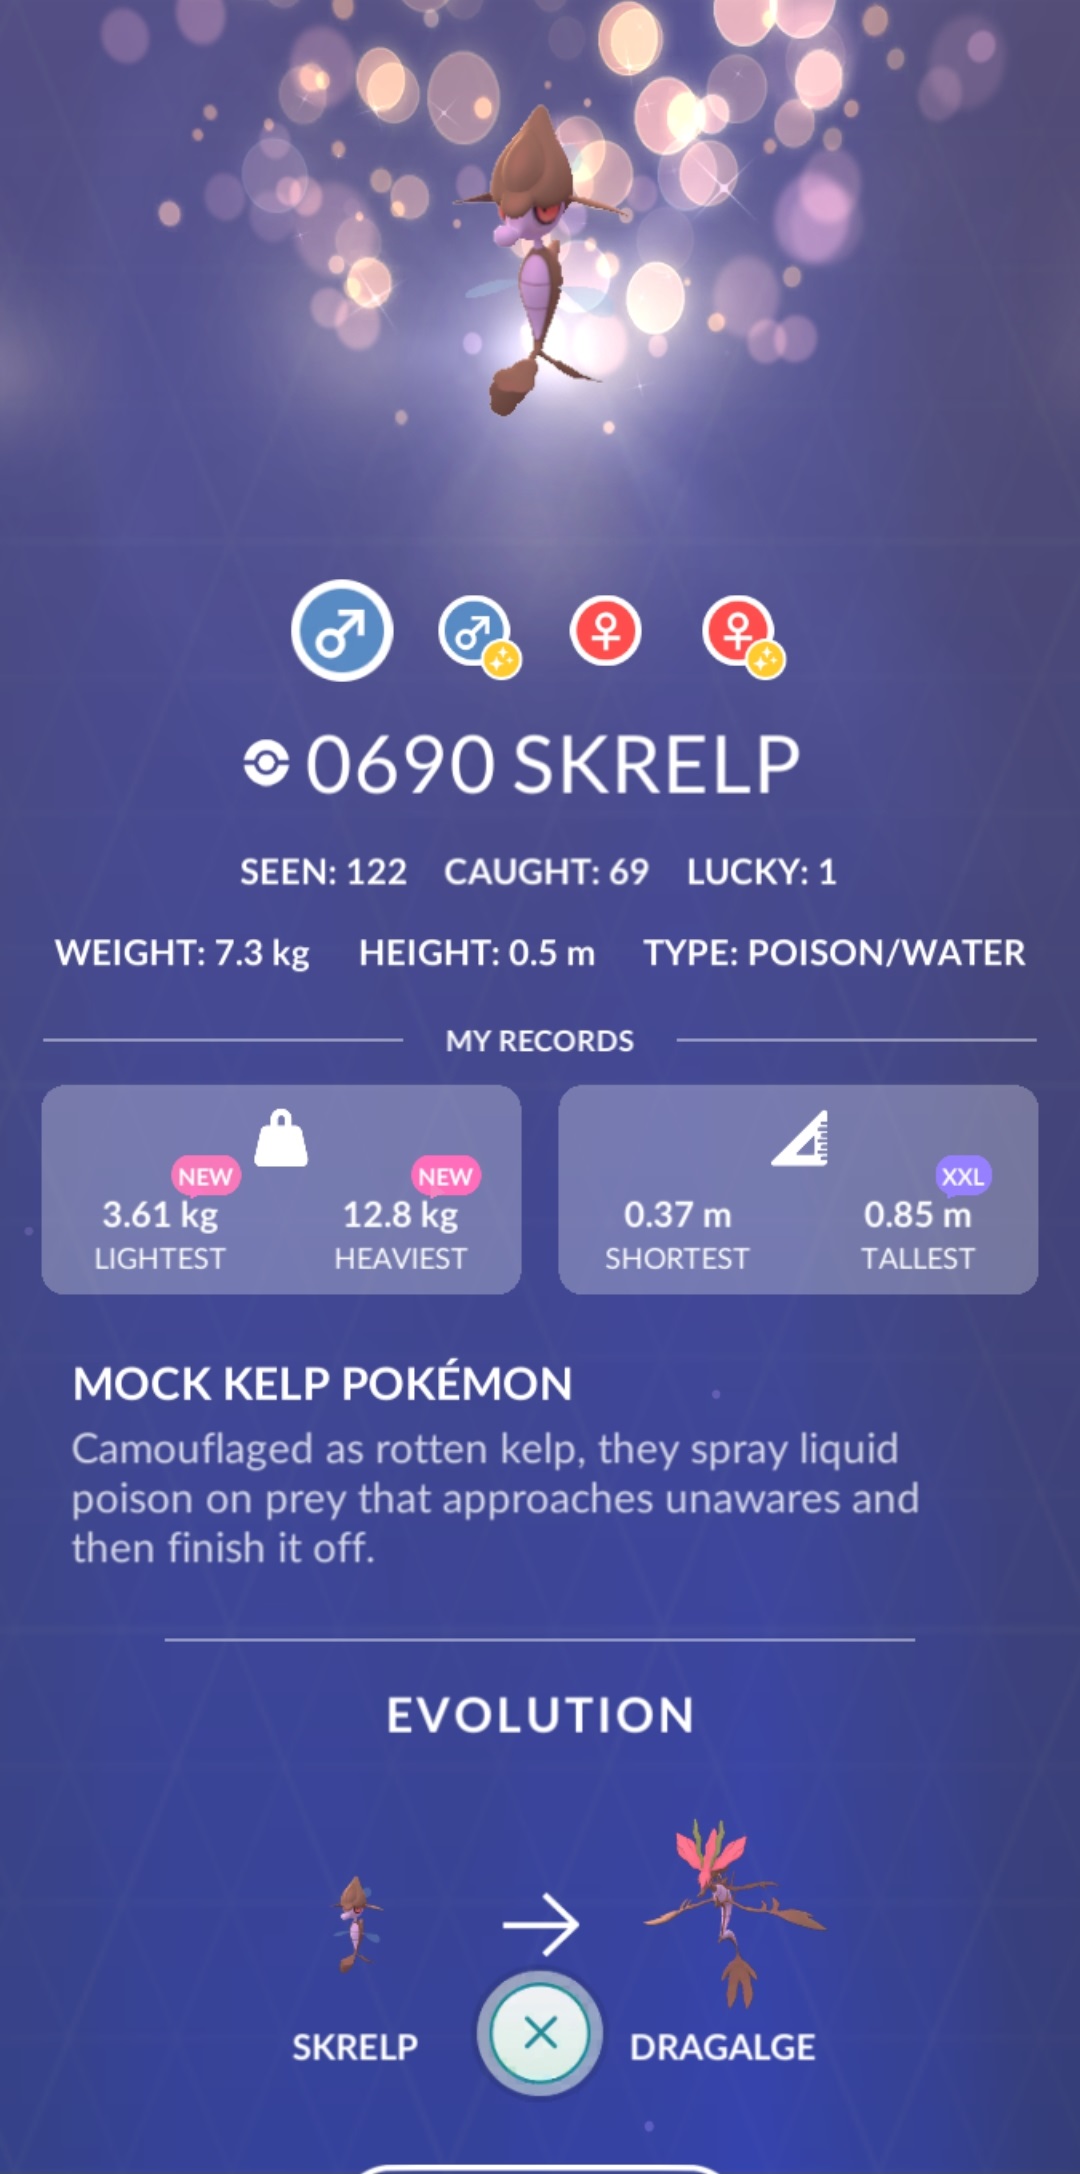 0690 SKRELP
SEEN: 122 CAUGHT: 69 LUCKY: 1
WEIGHT: 7.3 kg HEIGHT: 0.5 m TYPE: POISON/WATER
MY RECORDS
NEW NEW XXL
3.61 kg 12.8 kg 0.37 m 0.85 m
LIGHTEST HEAVIEST SHORTEST TALLEST
MOCK KELP POKÉMON
Camouflaged as rotten kelp, they spray liquid
poison on prey that approaches unawares and
then finish it off.
EVOLUTION
SKRELP DRAGALGE